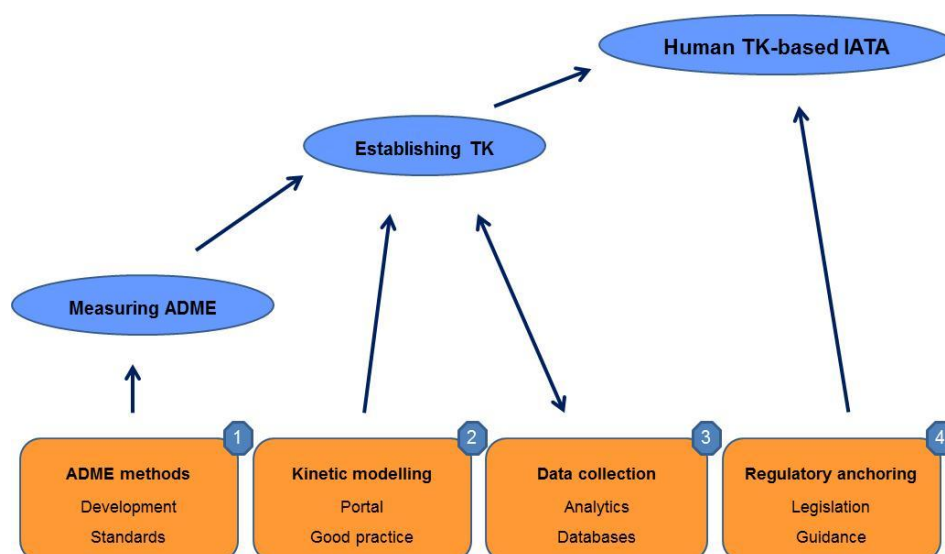 Human TK-based IATA
Establishing TK
Measuring ADME
1
ADME methods
Development
Standards
2
Kinetic modelling
Portal
Good practice
3
Data collection
Analytics
Databases
4
Regulatory anchoring
Legislation
Guidance